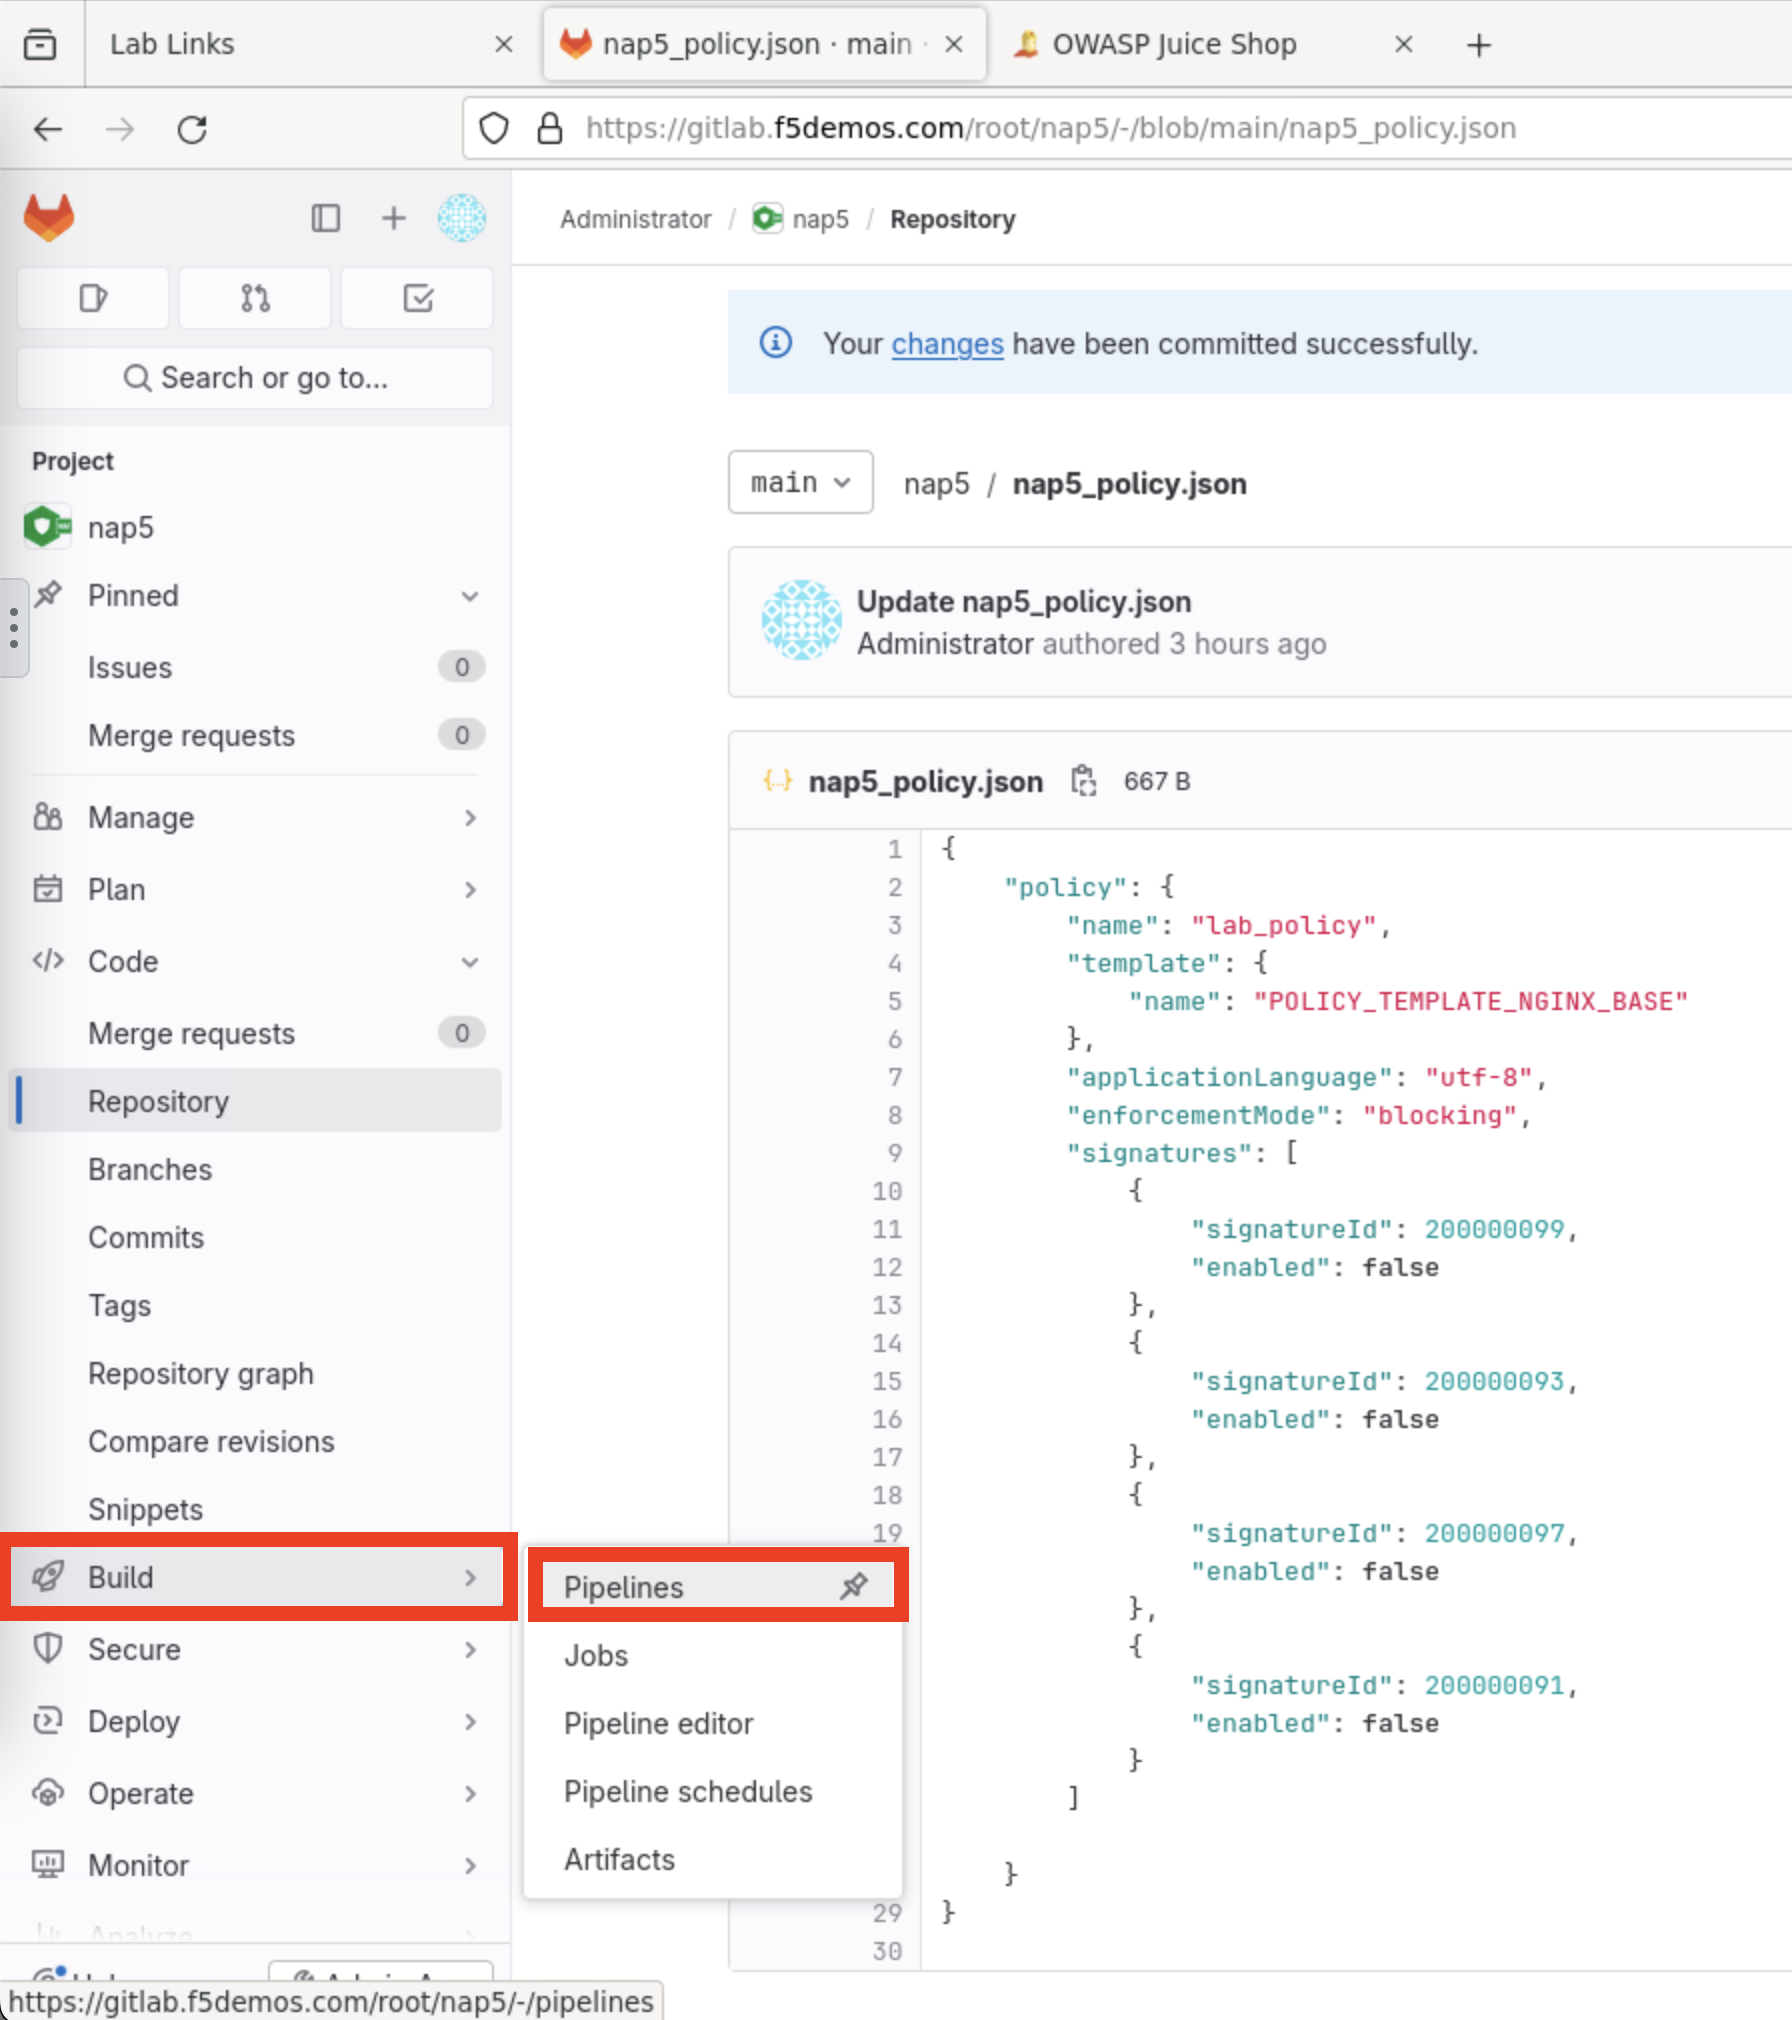 Lab Links
nap5_policy.json · main ·
OWASP Juice Shop
https://gitlab.f5demos.com/root/nap5/-/blob/main/nap5_policy.json
Administrator / nap5 / Repository
Search or go to...
Project
nap5
Pinned
Issues 0
Merge requests 0
Manage
Plan
Code
Merge requests 0
Repository
Branches
Commits
Tags
Repository graph
Compare revisions
Snippets
Build
Secure
Deploy
Operate
Monitor
Analyze
Pipelines
Jobs
Pipeline editor
Pipeline schedules
Artifacts
https://gitlab.f5demos.com/root/nap5/-/pipelines
Your changes have been committed successfully.
main nap5 / nap5_policy.json
Update nap5_policy.json
Administrator authored 3 hours ago
nap5_policy.json 667 B
1 {
2 "policy": {
3 "name": "lab_policy",
4 "template": {
5 "name": "POLICY_TEMPLATE_NGINX_BASE"
6 },
7 "applicationLanguage": "utf-8",
8 "enforcementMode": "blocking",
9 "signatures": [
10 {
11 "signatureId": 200000099,
12 "enabled": false
13 },
14 {
15 "signatureId": 200000093,
16 "enabled": false
17 },
18 {
19 "signatureId": 200000097,
"enabled": false
},
{
"signatureId": 200000091,
"enabled": false
}
]
}
29 }
30